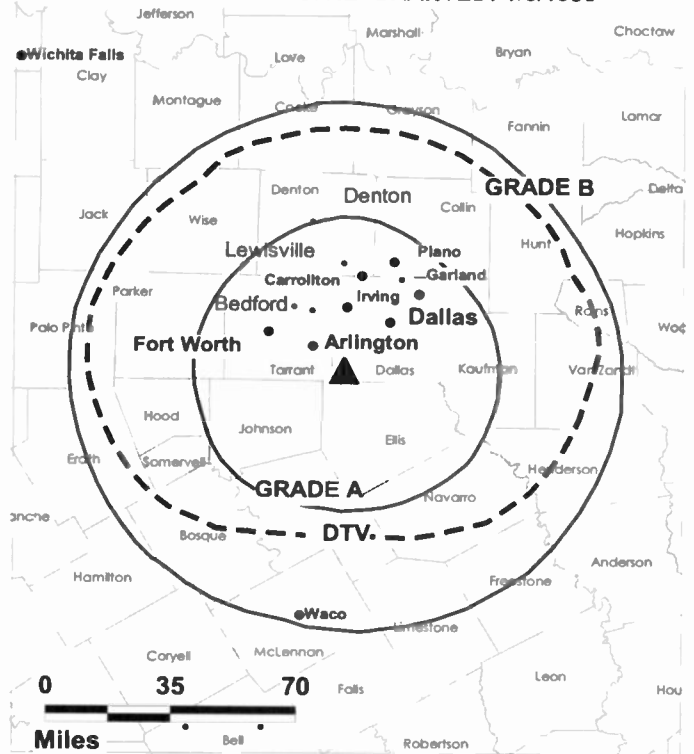 Jefferson
Marshall
Choctaw
Wichita Falls
Love
Bryan
Clay
Montague
Cooke
Grayson
Lamar
Fannin
Denton
Denton
GRADE B
Delta
Collin
Jack
Wise
Hopkins
Hunt
Lewisville
Plano
Carrollton
Garland
Parker
Irving
Bedford
Rains
Dallas
Palo Pinto
Woo
Fort Worth
Arlington
Tarrant
Dallas
Kaufman
Van Zandt
Hood
Johnson
Ellis
Erath
Somervell
Henderson
GRADE A
Navarro
anche
DTV
Bosque
Anderson
Hamilton
Freestone
Waco
Limestone
McLennan
Coryell
0 35 70
Leon
Falls
Hou
Miles
Bell
Robertson